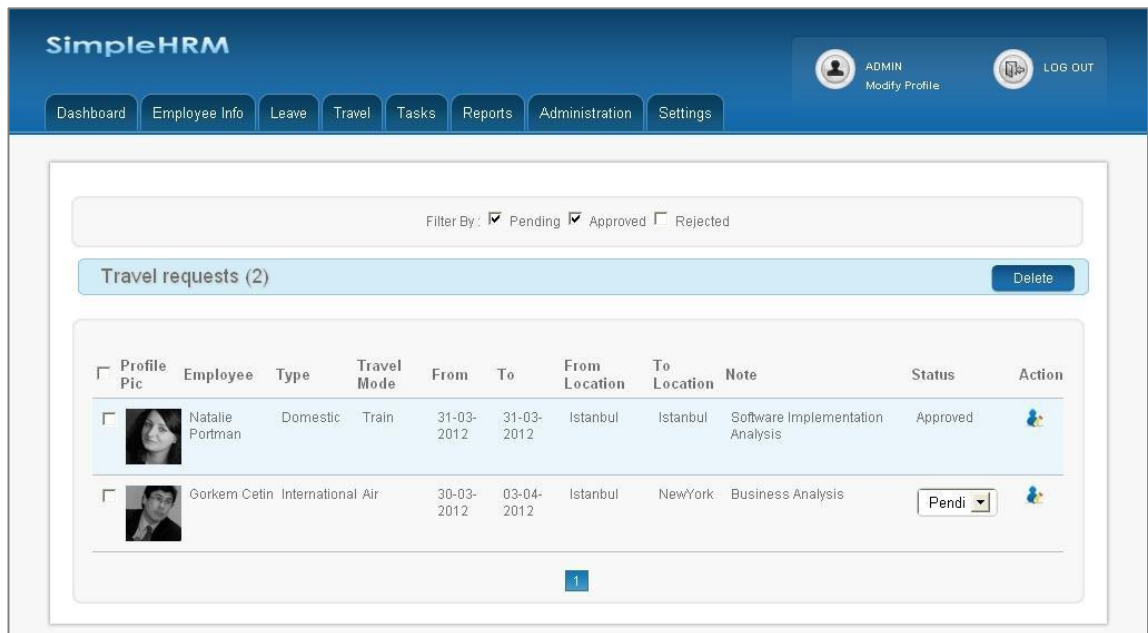 SimpleHRM
ADMIN
Modify Profile
LOG OUT
Dashboard Employee Info Leave Travel Tasks Reports Administration Settings
Filter By : Pending Approved Rejected
Travel requests (2) Delete
Profile Pic Employee Type Travel Mode From To From Location To Location Note Status Action
Natalie Portman Domestic Train 31-03-2012 31-03-2012 Istanbul Istanbul Software Implementation Analysis Approved
Gorkem Cetin International Air 30-03-2012 03-04-2012 Istanbul NewYork Business Analysis Pendi
1